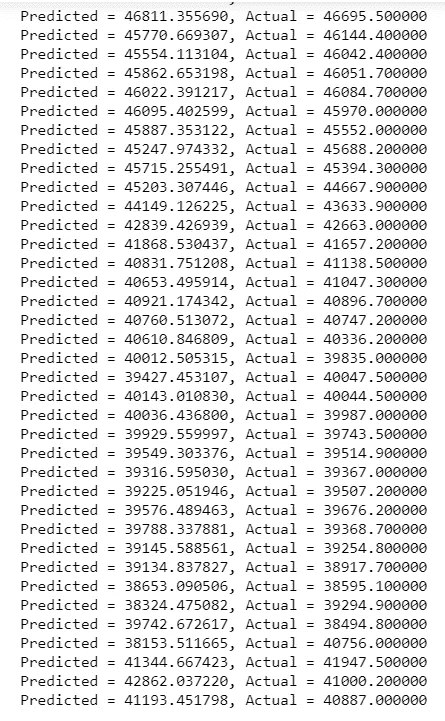 Predicted = 46811.355690, Actual = 46695.500000
Predicted = 45770.669307, Actual = 46144.400000
Predicted = 45554.113104, Actual = 46042.400000
Predicted = 45862.653198, Actual = 46051.700000
Predicted = 46022.391217, Actual = 46084.700000
Predicted = 46095.402599, Actual = 45970.000000
Predicted = 45887.353122, Actual = 45552.000000
Predicted = 45247.974332, Actual = 45688.200000
Predicted = 45715.255491, Actual = 45394.300000
Predicted = 45203.307446, Actual = 44667.900000
Predicted = 44149.126225, Actual = 43633.900000
Predicted = 42839.426939, Actual = 42663.000000
Predicted = 41868.530437, Actual = 41657.200000
Predicted = 40831.751208, Actual = 41138.500000
Predicted = 40653.495914, Actual = 41047.300000
Predicted = 40921.174342, Actual = 40896.700000
Predicted = 40760.513072, Actual = 40747.200000
Predicted = 40610.846809, Actual = 40336.200000
Predicted = 40012.505315, Actual = 39835.000000
Predicted = 39427.453107, Actual = 40047.500000
Predicted = 40143.010830, Actual = 40044.500000
Predicted = 40036.436800, Actual = 39987.000000
Predicted = 39929.559997, Actual = 39743.500000
Predicted = 39549.303376, Actual = 39514.900000
Predicted = 39316.595030, Actual = 39367.000000
Predicted = 39225.051946, Actual = 39507.200000
Predicted = 39576.489463, Actual = 39676.200000
Predicted = 39788.337881, Actual = 39368.700000
Predicted = 39145.588561, Actual = 39254.800000
Predicted = 39134.837827, Actual = 38917.700000
Predicted = 38653.090506, Actual = 38595.100000
Predicted = 38324.475082, Actual = 39294.900000
Predicted = 39742.672617, Actual = 38494.800000
Predicted = 38153.511665, Actual = 40756.000000
Predicted = 41344.667423, Actual = 41947.500000
Predicted = 42862.037220, Actual = 41000.200000
Predicted = 41193.451798, Actual = 40887.000000